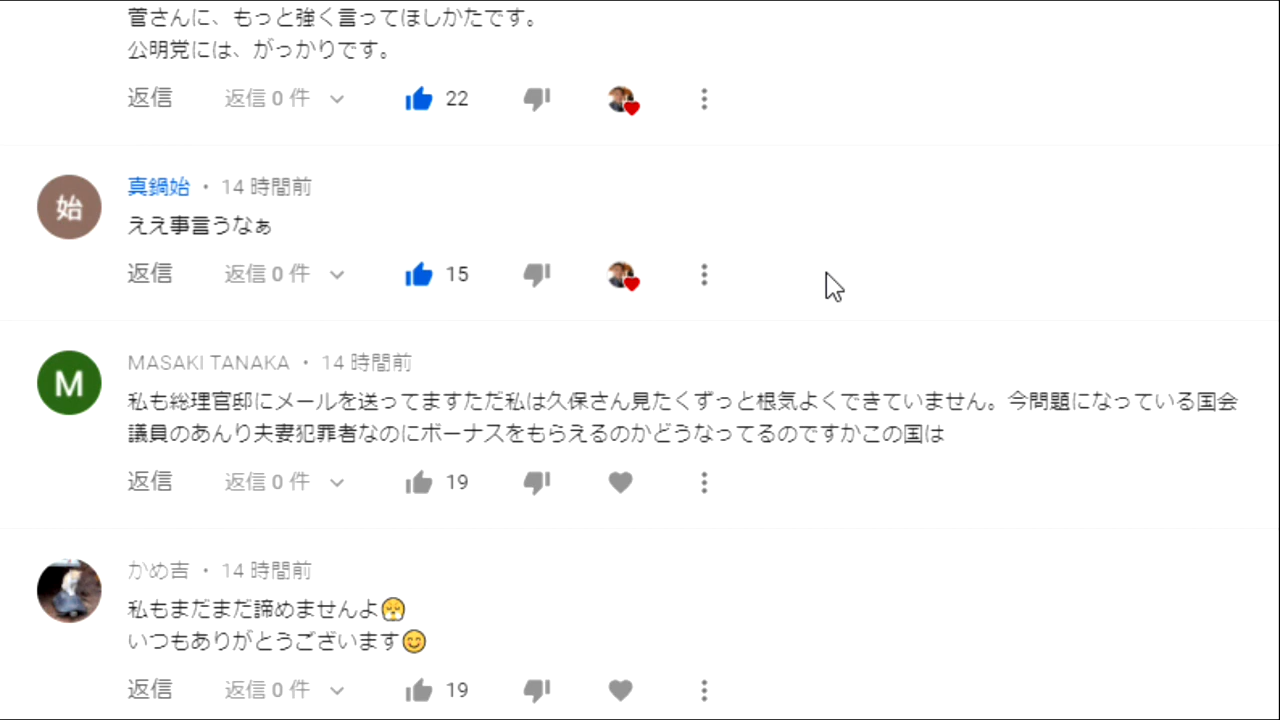 菅さんに、もっと強く言ってほしかたです。
公明党には、がっかりです。
返信 返信 0 件 22
始
真鍋始 • 14 時間前
ええ事言うなぁ
返信 返信 0 件 15
M
MASAKI TANAKA • 14 時間前
私も総理官邸にメールを送ってますただ私は久保さん見たくずっと根気よくできていません。今問題になっている国会
議員のあんり夫妻犯罪者なのにボーナスをもらえるのかどうなってるのですかこの国は
返信 返信 0 件 19
かめ吉 • 14 時間前
私もまだまだ諦めませんよ😤
いつもありがとうございます😊
返信 返信 0 件 19